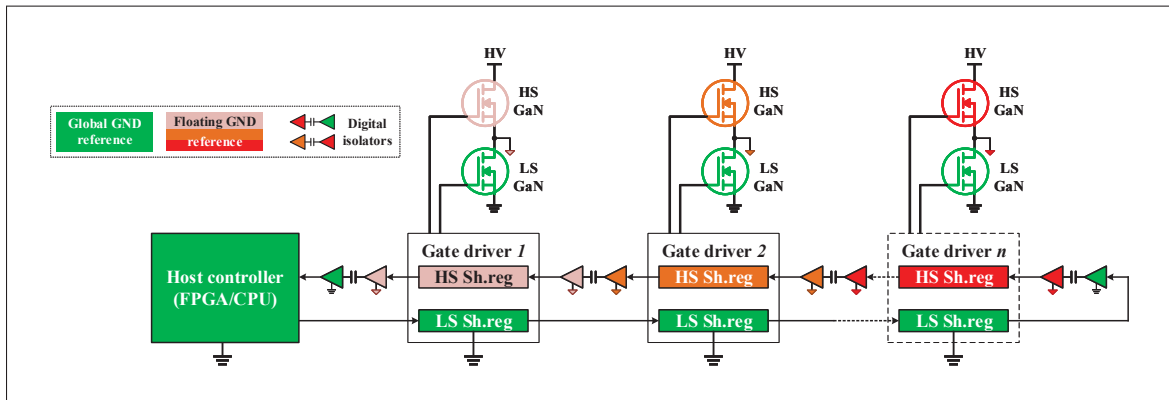 Global GND
reference
Floating GND
reference
Digital
isolators
HV
HS
GaN
LS
GaN
HV
HS
GaN
LS
GaN
HV
HS
GaN
LS
GaN
Host controller
(FPGA/CPU)
Gate driver 1
HS Sh.reg
LS Sh.reg
Gate driver 2
HS Sh.reg
LS Sh.reg
Gate driver n
HS Sh.reg
LS Sh.reg